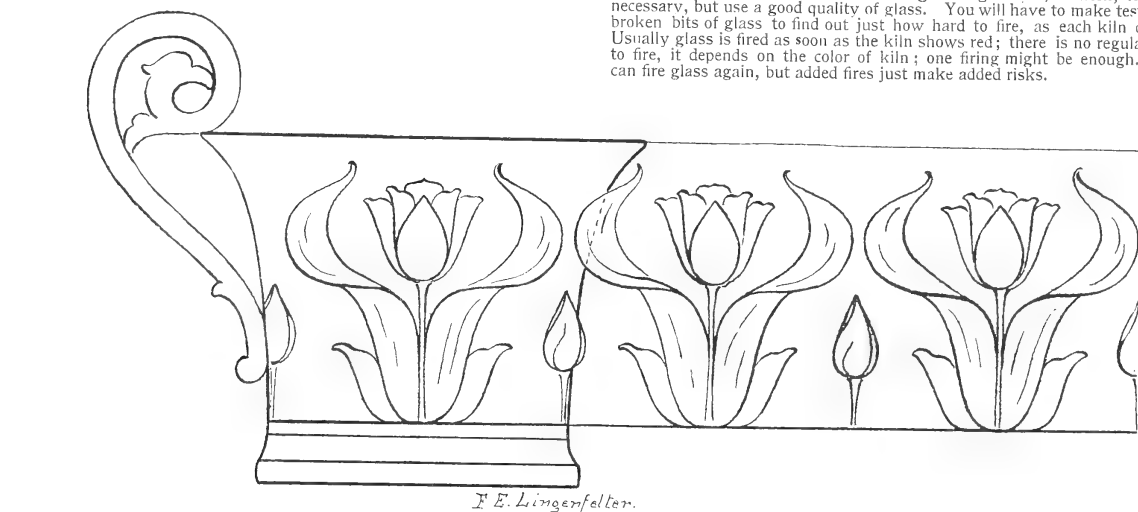 necessary, but use a good quality of glass. You will have to make
broken bits of glass to find out just how hard to fire, as each kiln
Usually glass is fired as soon as the kiln shows red; there is no
to fire, it depends on the color of kiln; one firing might be enough.
can fire glass again, but added fires just make added risks.
F E. Lingenfelter.